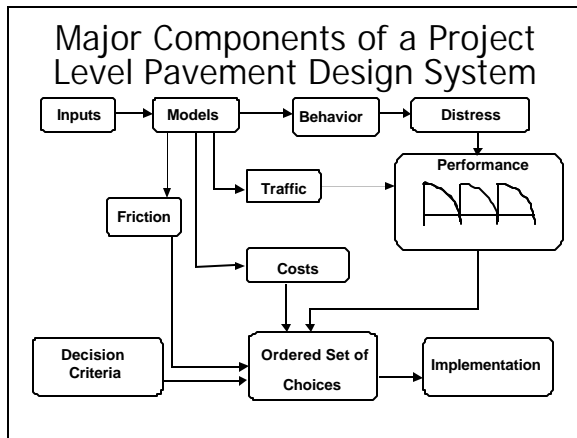 Major Components of a Project
Level Pavement Design System
Inputs
Models
Behavior
Distress
Performance
Traffic
Friction
Costs
Decision
Criteria
Ordered Set of
Choices
Implementation